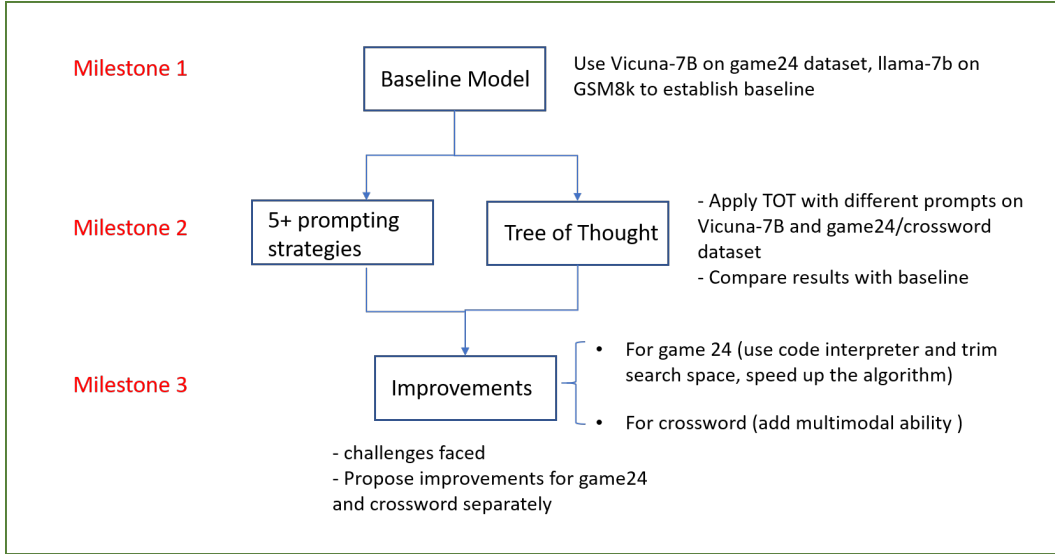 Milestone 1
Baseline Model
Use Vicuna-7B on game24 dataset, llama-7b on
GSM8k to establish baseline
Milestone 2
5+ prompting
strategies
Tree of Thought
- Apply TOT with different prompts on
Vicuna-7B and game24/crossword
dataset
- Compare results with baseline
Milestone 3
Improvements
• For game 24 (use code interpreter and trim
search space, speed up the algorithm)
• For crossword (add multimodal ability )
- challenges faced
- Propose improvements for game24
and crossword separately